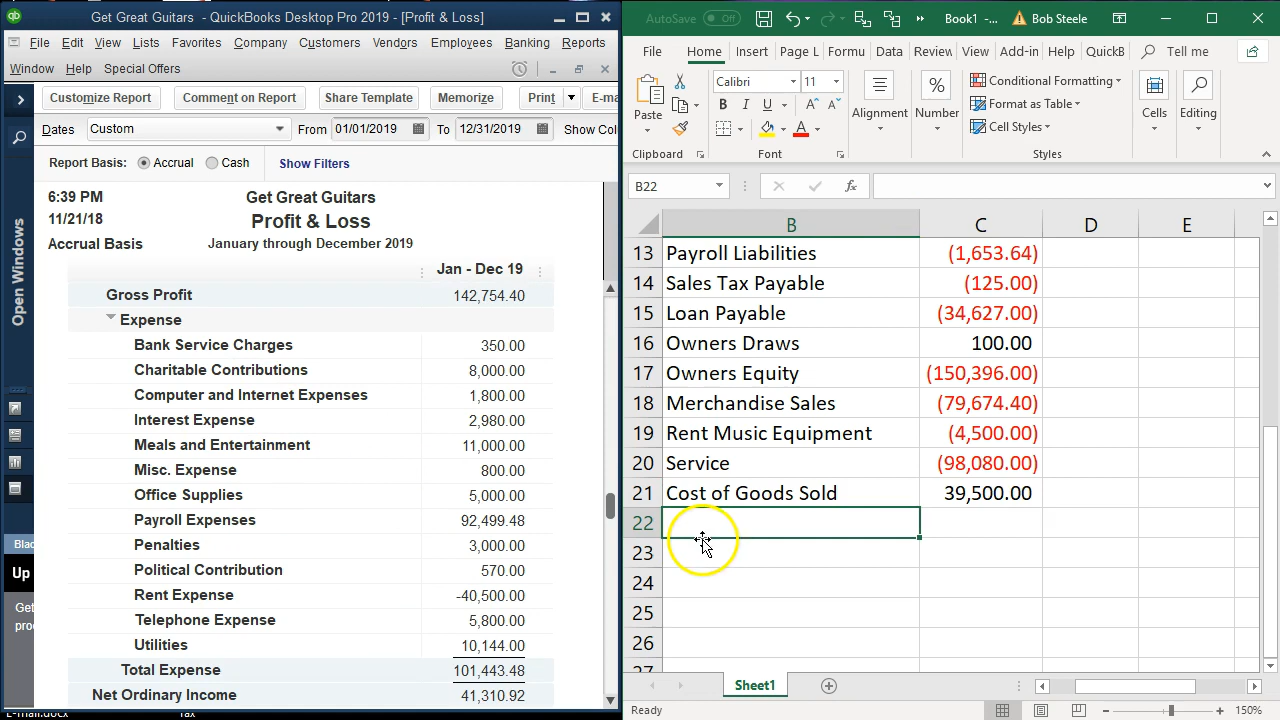 Get Great Guitars - QuickBooks Desktop Pro 2019 - [Profit & Loss]
File Edit View Lists Favorites Company Customers Vendors Employees Banking Reports
Window Help Special Offers
Customize Report Comment on Report Share Template Memorize Print E-ma
Dates Custom From 01/01/2019 To 12/31/2019 Show Col
Report Basis: Accrual Cash Show Filters
Open Windows
6:39 PM
11/21/18
Accrual Basis
Get Great Guitars
Profit & Loss
January through December 2019
Jan - Dec 19
Gross Profit 142,754.40
Expense
Bank Service Charges 350.00
Charitable Contributions 8,000.00
Computer and Internet Expenses 1,800.00
Interest Expense 2,980.00
Meals and Entertainment 11,000.00
Misc. Expense 800.00
Office Supplies 5,000.00
Payroll Expenses 92,499.48
Penalties 3,000.00
Political Contribution 570.00
Rent Expense -40,500.00
Telephone Expense 5,800.00
Utilities 10,144.00
Total Expense 101,443.48
Net Ordinary Income 41,310.92
Blac
Up
Get
proc
E-mail.docx Tax
AutoSave Off Book1 -... Bob Steele
File Home Insert Page L Formu Data Review View Add-in Help QuickB Tell me
Paste
Clipboard
Calibri 11
B I U
Font
Alignment
%
Number
Conditional Formatting
Format as Table
Cell Styles
Styles
Cells
Editing
B22 fx
B C D E
13 Payroll Liabilities (1,653.64)
14 Sales Tax Payable (125.00)
15 Loan Payable (34,627.00)
16 Owners Draws 100.00
17 Owners Equity (150,396.00)
18 Merchandise Sales (79,674.40)
19 Rent Music Equipment (4,500.00)
20 Service (98,080.00)
21 Cost of Goods Sold 39,500.00
22
23
24
25
26
27
Sheet1
Ready 150%